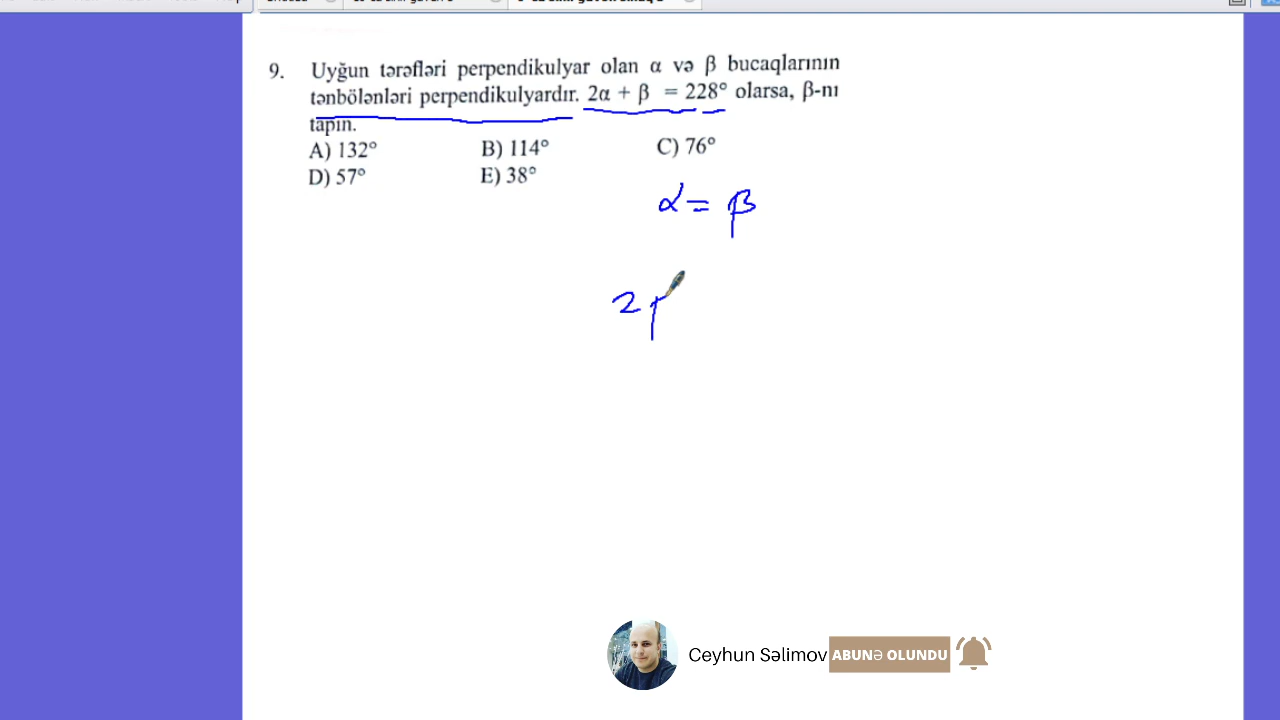 9. Uyğun tərəfləri perpendikulyar olan α və β bucaqlarının
tənbölənləri perpendikulyardır. 2α + β = 228° olarsa, β-nı
tapın.
A) 132° B) 114° C) 76°
D) 57° E) 38°
α = β
2
Ceyhun Səlimov ABUNƏ OLUNDU